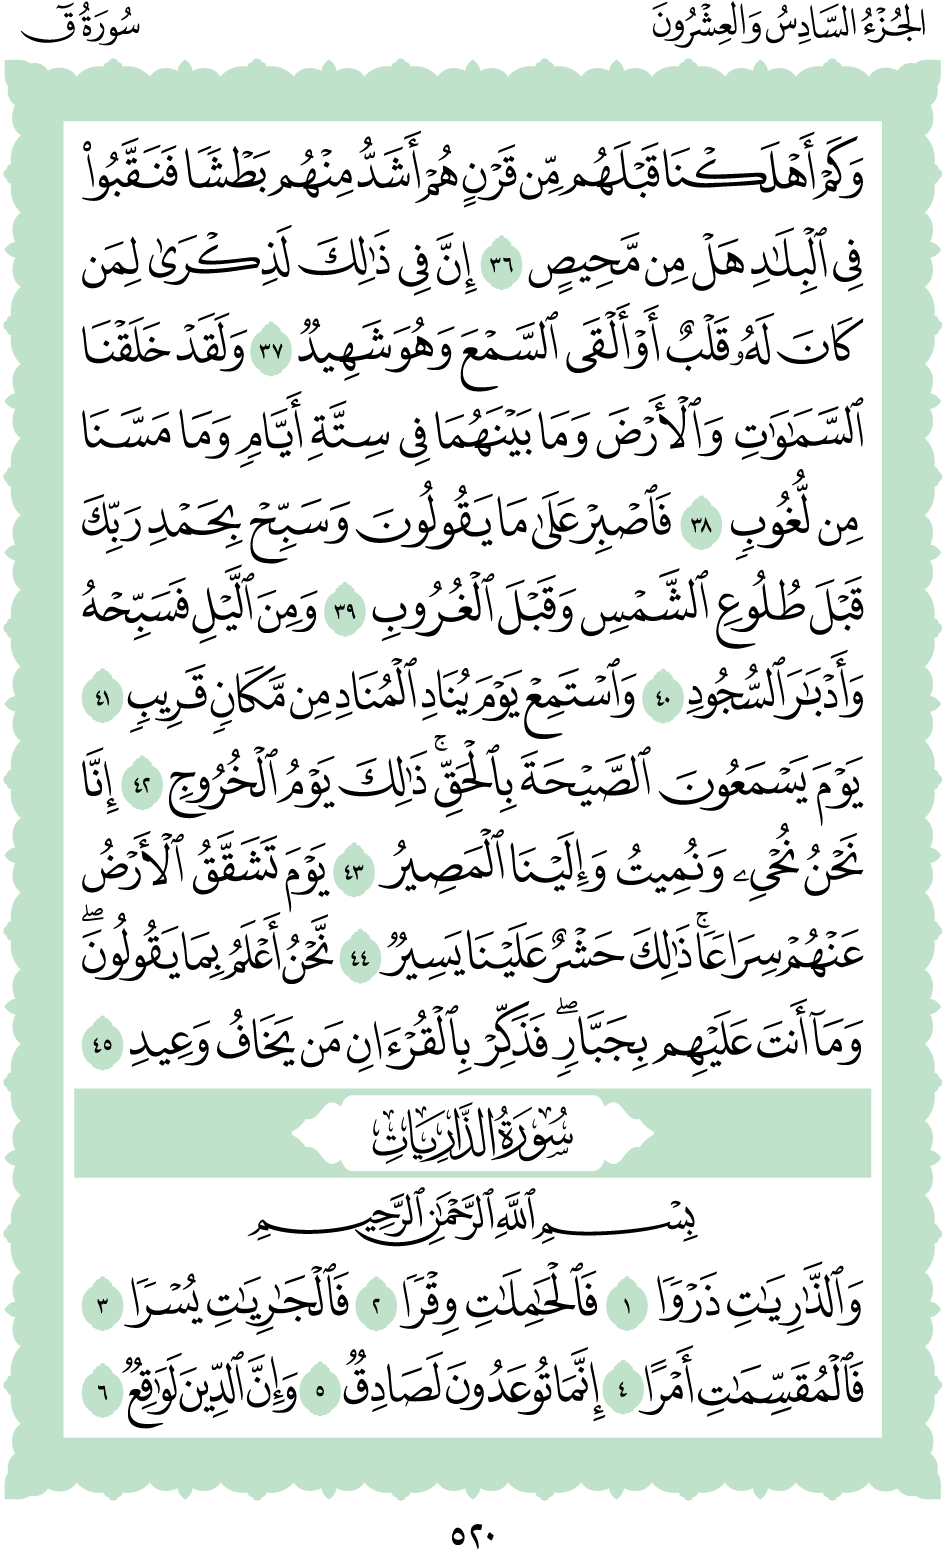 الجُزْءُ السَّادِسُ وَالعِشْرُونَ
سُورَةُ قٓ
وَكَمْ أَهْلَكْنَا قَبْلَهُم مِّن قَرْنٍ هُمْ أَشَدُّ مِنْهُم بَطْشًا فَنَقَّبُوا۟
فِى ٱلْبِلَـٰدِ هَلْ مِن مَّحِيصٍ ٣٦ إِنَّ فِى ذَٰلِكَ لَذِكْرَىٰ لِمَن
كَانَ لَهُۥ قَلْبٌ أَوْ أَلْقَى ٱلسَّمْعَ وَهُوَ شَهِيدٌ ٣٧ وَلَقَدْ خَلَقْنَا
ٱلسَّمَـٰوَٰتِ وَٱلْأَرْضَ وَمَا بَيْنَهُمَا فِى سِتَّةِ أَيَّامٍ وَمَا مَسَّنَا
مِن لُّغُوبٍ ٣٨ فَٱصْبِرْ عَلَىٰ مَا يَقُولُونَ وَسَبِّحْ بِحَمْدِ رَبِّكَ
قَبْلَ طُلُوعِ ٱلشَّمْسِ وَقَبْلَ ٱلْغُرُوبِ ٣٩ وَمِنَ ٱلَّيْلِ فَسَبِّحْهُ
وَأَدْبَـٰرَ ٱلسُّجُودِ ٤٠ وَٱسْتَمِعْ يَوْمَ يُنَادِ ٱلْمُنَادِ مِن مَّكَانٍ قَرِيبٍ ٤١
يَوْمَ يَسْمَعُونَ ٱلصَّيْحَةَ بِٱلْحَقِّ ۚ ذَٰلِكَ يَوْمُ ٱلْخُرُوجِ ٤٢ إِنَّا
نَحْنُ نُحْىِۦ وَنُمِيتُ وَإِلَيْنَا ٱلْمَصِيرُ ٤٣ يَوْمَ تَشَقَّقُ ٱلْأَرْضُ
عَنْهُمْ سِرَاعًا ۚ ذَٰلِكَ حَشْرٌ عَلَيْنَا يَسِيرٌ ٤٤ نَّحْنُ أَعْلَمُ بِمَا يَقُولُونَ ۖ
وَمَآ أَنتَ عَلَيْهِم بِجَبَّارٍ ۖ فَذَكِّرْ بِٱلْقُرْءَانِ مَن يَخَافُ وَعِيدِ ٤٥
سُورَةُ الذَّارِيَاتِ
بِسْمِ ٱللَّهِ ٱلرَّحْمَـٰنِ ٱلرَّحِيمِ
وَٱلذَّٰرِيَـٰتِ ذَرْوًا ١ فَٱلْحَـٰمِلَـٰتِ وِقْرًا ٢ فَٱلْجَـٰرِيَـٰتِ يُسْرًا ٣
فَٱلْمُقَسِّمَـٰتِ أَمْرًا ٤ إِنَّمَا تُوعَدُونَ لَصَادِقٌ ٥ وَإِنَّ ٱلدِّينَ لَوَٰقِعٌ ٦
٥٢٠